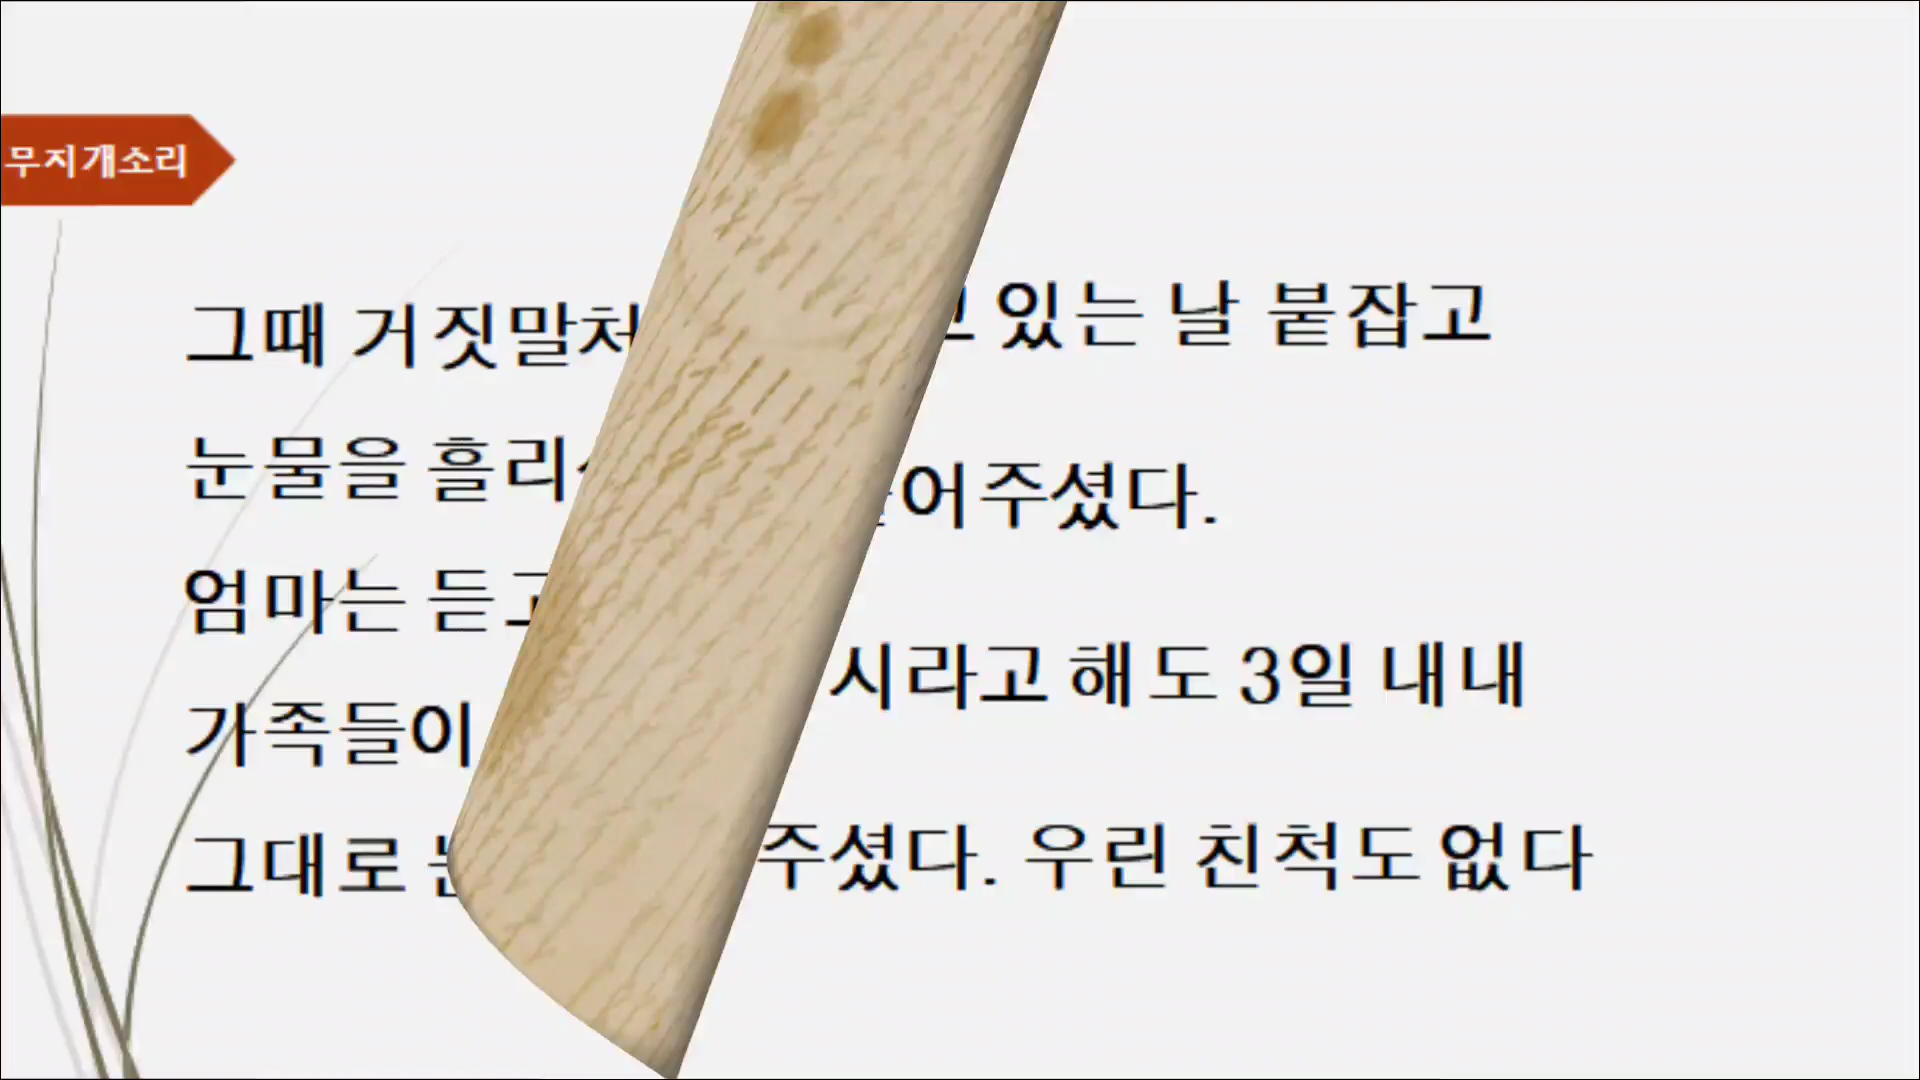 무지개소리
그때 거짓말처
눈물을 흘리
엄마는 듣고
가족들이
그대로
있는 날 붙잡고
어주셨다.
시라고 해도 3일 내내
주셨다. 우린 친척도 없다